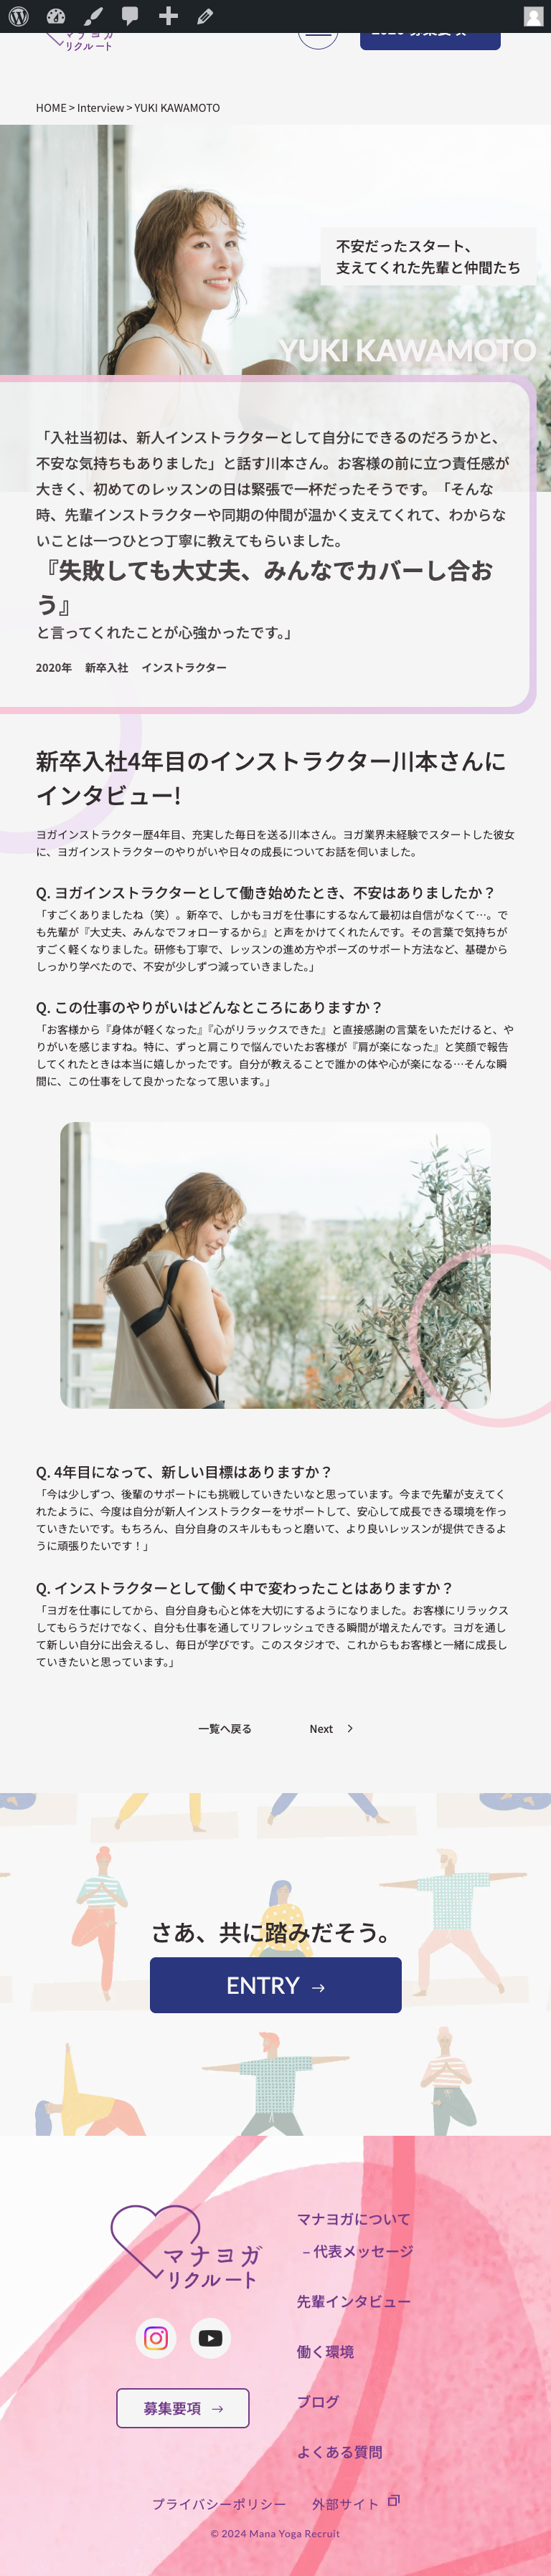 マナヨガ
リクルート
HOME > Interview > YUKI KAWAMOTO
不安だったスタート、
支えてくれた先輩と仲間たち
YUKI KAWAMOTO
「入社当初は、新人インストラクターとして自分にできるのだろうかと、
不安な気持ちもありました」と話す川本さん。お客様の前に立つ責任感が
大きく、初めてのレッスンの日は緊張で一杯だったそうです。「そんな
時、先輩インストラクターや同期の仲間が温かく支えてくれて、わからな
いことは一つひとつ丁寧に教えてもらいました。
『失敗しても大丈夫、みんなでカバーし合お
う』
と言ってくれたことが心強かったです。」
2020年 新卒入社 インストラクター
新卒入社4年目のインストラクター川本さんに
インタビュー!
ヨガインストラクター歴4年目、充実した毎日を送る川本さん。ヨガ業界未経験でスタートした彼女
に、ヨガインストラクターのやりがいや日々の成長についてお話を伺いました。
Q. ヨガインストラクターとして働き始めたとき、不安はありましたか？
「すごくありましたね（笑）。新卒で、しかもヨガを仕事にするなんて最初は自信がなくて…。で
も先輩が『大丈夫、みんなでフォローするから』と声をかけてくれたんです。その言葉で気持ちが
すごく軽くなりました。研修も丁寧で、レッスンの進め方やポーズのサポート方法など、基礎から
しっかり学べたので、不安が少しずつ減っていきました。」
Q. この仕事のやりがいはどんなところにありますか？
「お客様から『身体が軽くなった』『心がリラックスできた』と直接感謝の言葉をいただけると、や
りがいを感じますね。特に、ずっと肩こりで悩んでいたお客様が『肩が楽になった』と笑顔で報告
してくれたときは本当に嬉しかったです。自分が教えることで誰かの体や心が楽になる…そんな瞬
間に、この仕事をして良かったなって思います。」
Q. 4年目になって、新しい目標はありますか？
「今は少しずつ、後輩のサポートにも挑戦していきたいなと思っています。今まで先輩が支えてく
れたように、今度は自分が新人インストラクターをサポートして、安心して成長できる環境を作っ
ていきたいです。もちろん、自分自身のスキルももっと磨いて、より良いレッスンが提供できるよ
うに頑張りたいです！」
Q. インストラクターとして働く中で変わったことはありますか？
「ヨガを仕事にしてから、自分自身も心と体を大切にするようになりました。お客様にリラックス
してもらうだけでなく、自分も仕事を通してリフレッシュできる瞬間が増えたんです。ヨガを通し
て新しい自分に出会えるし、毎日が学びです。このスタジオで、これからもお客様と一緒に成長し
ていきたいと思っています。」
一覧へ戻る Next
さあ、共に踏みだそう。
ENTRY →
マナヨガ
リクルート
募集要項 →
マナヨガについて
– 代表メッセージ
先輩インタビュー
働く環境
ブログ
よくある質問
プライバシーポリシー 外部サイト
© 2024 Mana Yoga Recruit